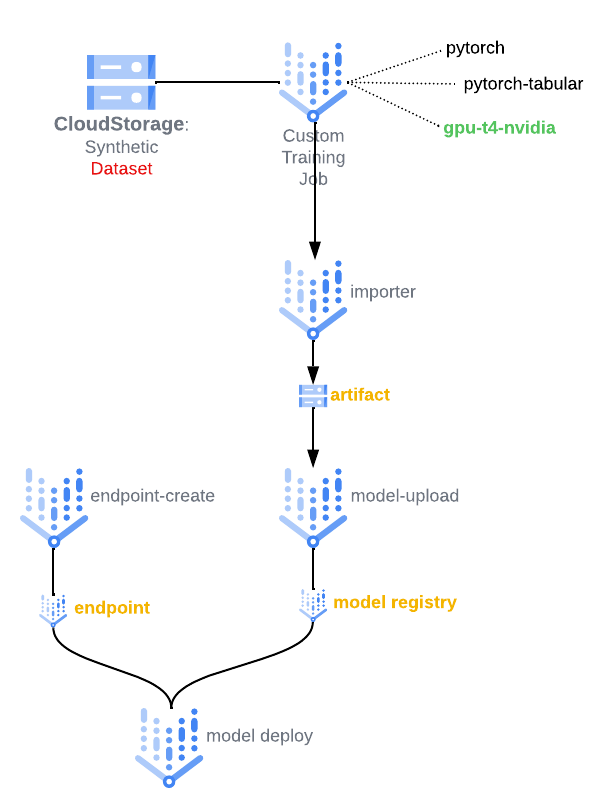 pytorch
pytorch-tabular
gpu-t4-nvidia
CloudStorage:
Synthetic
Dataset
Custom
Training
Job
importer
artifact
endpoint-create
model-upload
endpoint
model registry
model deploy